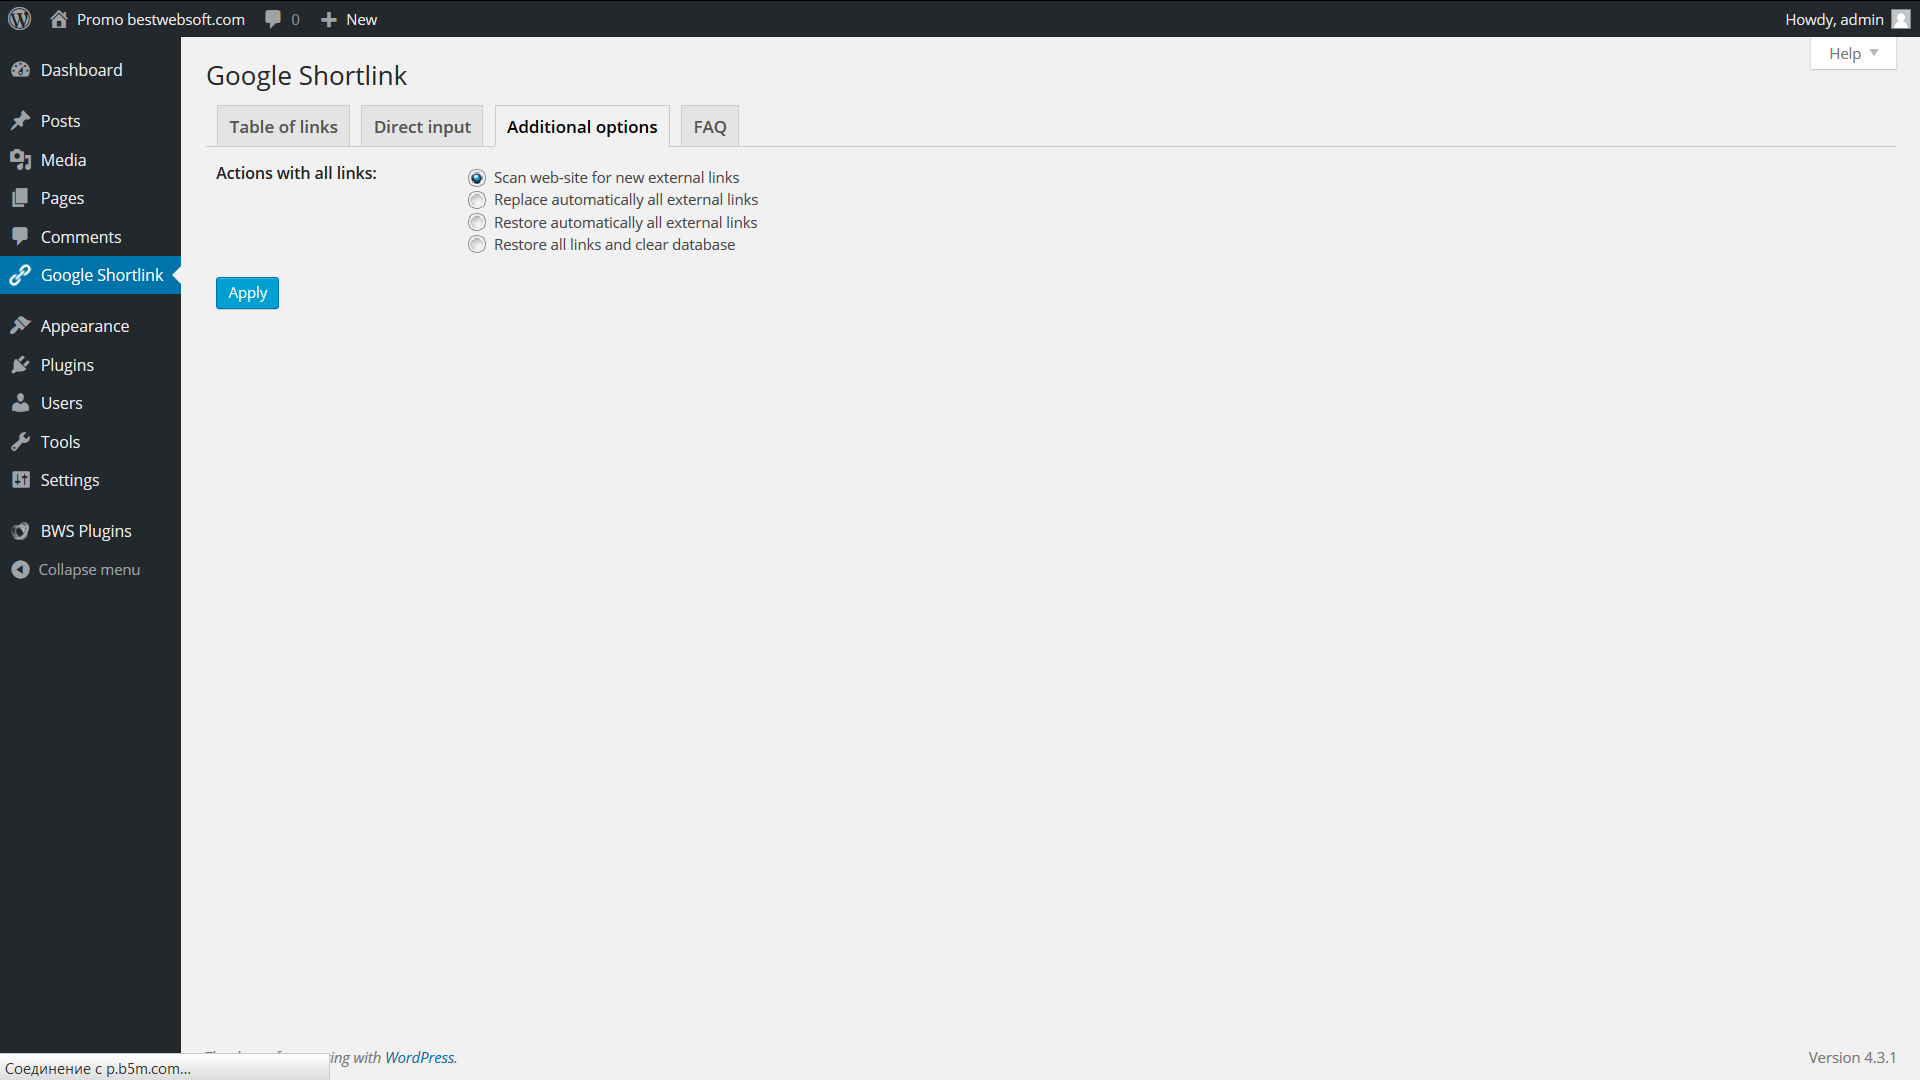 Promo bestwebsoft.com 0 New Howdy, admin
Help
Dashboard
Posts
Media
Pages
Comments
Google Shortlink
Appearance
Plugins
Users
Tools
Settings
BWS Plugins
Collapse menu
Google Shortlink
Table of links Direct input Additional options FAQ
Actions with all links:
Scan web-site for new external links
Replace automatically all external links
Restore automatically all external links
Restore all links and clear database
Apply
with WordPress.
Version 4.3.1
Соединение с p.b5m.com...